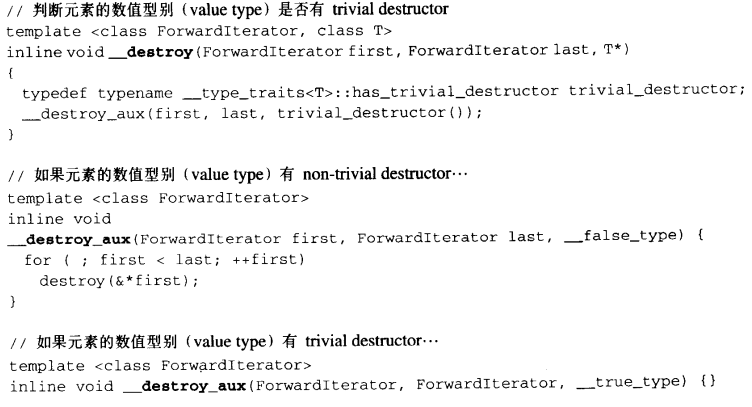 // 判断元素的数值型别（value type）是否有 trivial destructor
template <class ForwardIterator, class T>
inline void __destroy(ForwardIterator first, ForwardIterator last, T*)
{
  typedef typename __type_traits<T>::has_trivial_destructor trivial_destructor;
  __destroy_aux(first, last, trivial_destructor());
}
// 如果元素的数值型别（value type）有 non-trivial destructor…
template <class ForwardIterator>
inline void
__destroy_aux(ForwardIterator first, ForwardIterator last, __false_type) {
  for ( ; first < last; ++first)
    destroy(&*first);
}
// 如果元素的数值型别（value type）有 trivial destructor…
template <class ForwardIterator>
inline void __destroy_aux(ForwardIterator, ForwardIterator, __true_type) {}